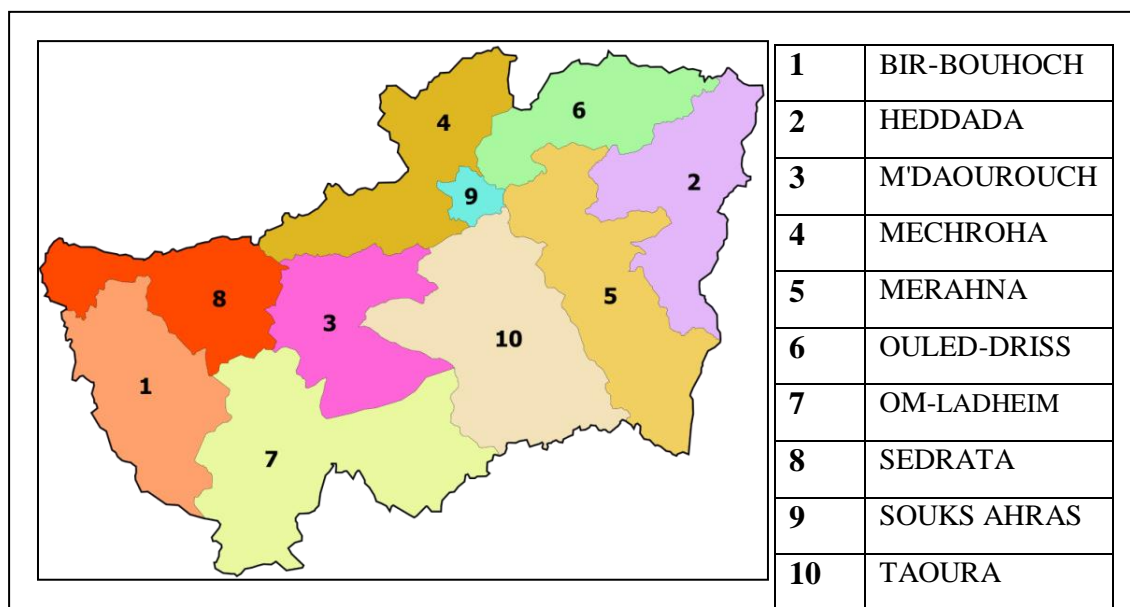 4
6
2
9
8
5
3
10
1
7
1 BIR-BOUHOCH
2 HEDDADA
3 M'DAOUROUCH
4 MECHROHA
5 MERAHNA
6 OULED-DRISS
7 OM-LADHEIM
8 SEDRATA
9 SOUKS AHRAS
10 TAOURA